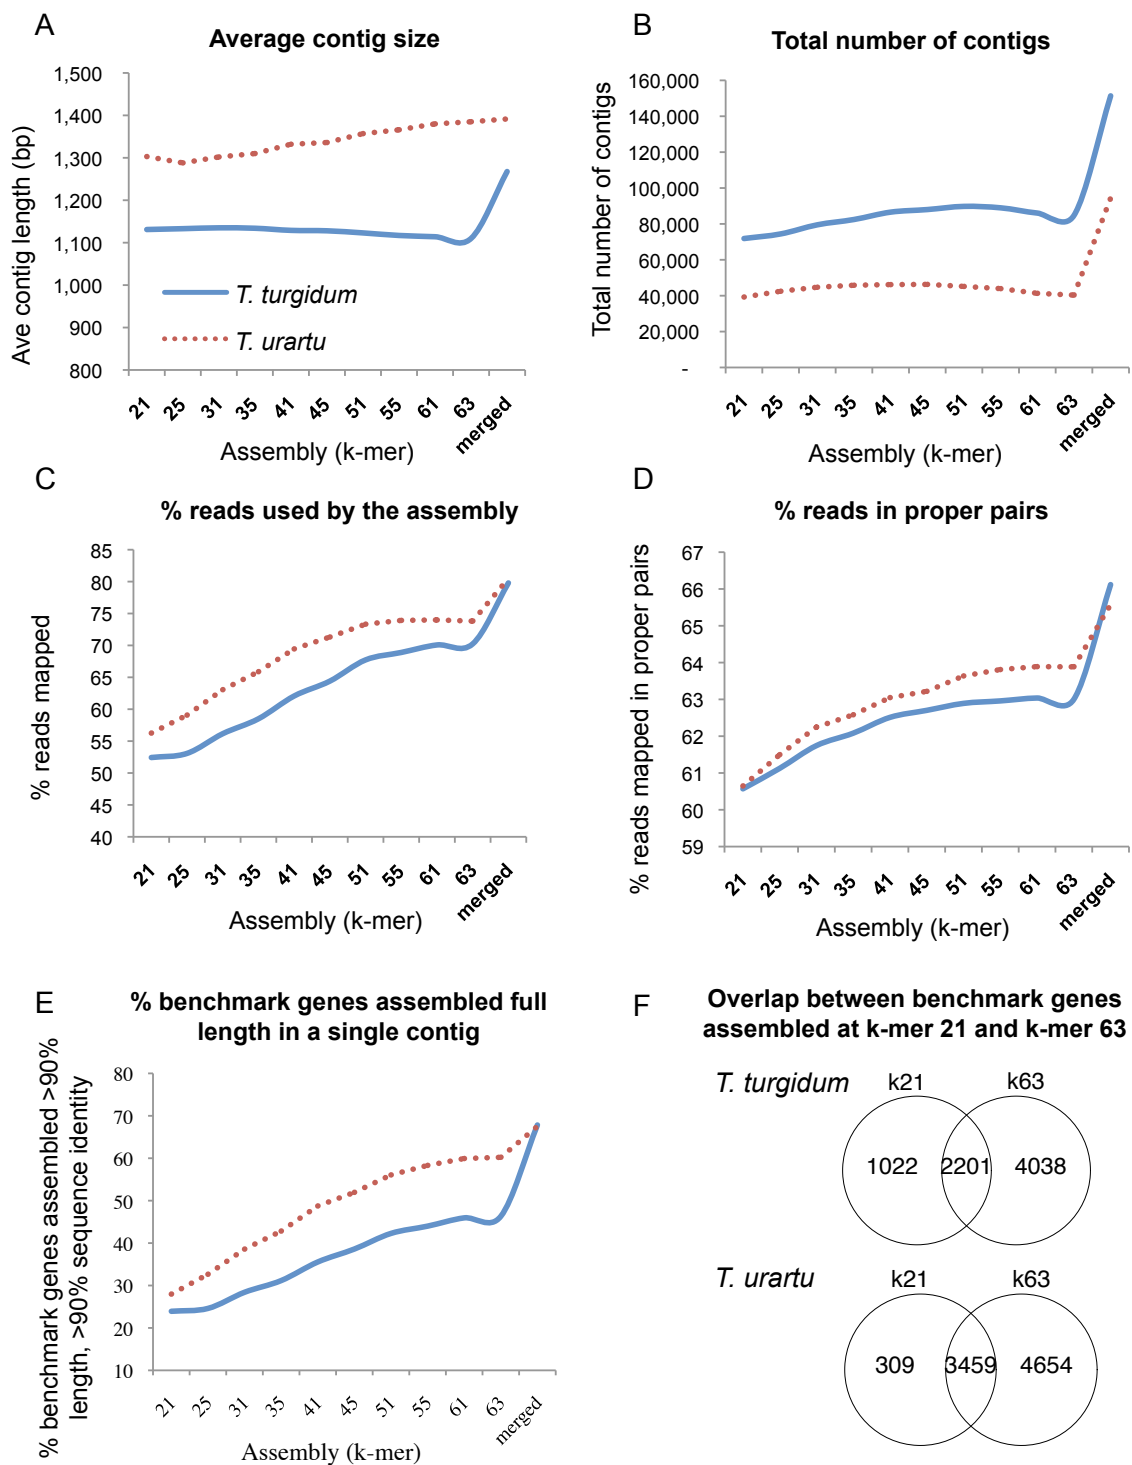 A
Average contig size
Ave contig length (bp)
1,500
1,400
1,300
1,200
1,100
1,000
900
800
T. turgidum
T. urartu
21 25 31 35 41 45 51 55 61 63 merged
Assembly (k-mer)
B
Total number of contigs
Total number of contigs
160,000
140,000
120,000
100,000
80,000
60,000
40,000
20,000
-
21 25 31 35 41 45 51 55 61 63 merged
Assembly (k-mer)
C
% reads used by the assembly
% reads mapped
85
80
75
70
65
60
55
50
45
40
21 25 31 35 41 45 51 55 61 63 merged
Assembly (k-mer)
D
% reads in proper pairs
% reads mapped in proper pairs
67
66
65
64
63
62
61
60
59
21 25 31 35 41 45 51 55 61 63 merged
Assembly (k-mer)
E
% benchmark genes assembled full
length in a single contig
% benchmark genes assembled >90%
length, >90% sequence identity
80
70
60
50
40
30
20
10
21 25 31 35 41 45 51 55 61 63 merged
Assembly (k-mer)
F
Overlap between benchmark genes
assembled at k-mer 21 and k-mer 63
T. turgidum
k21 k63
1022 2201 4038
T. urartu
k21 k63
309 3459 4654